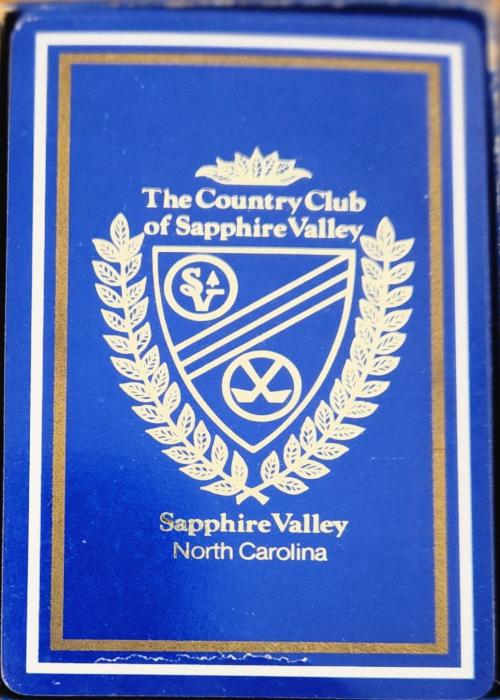 The Country Club
of Sapphire Valley
SV
Sapphire Valley
North Carolina